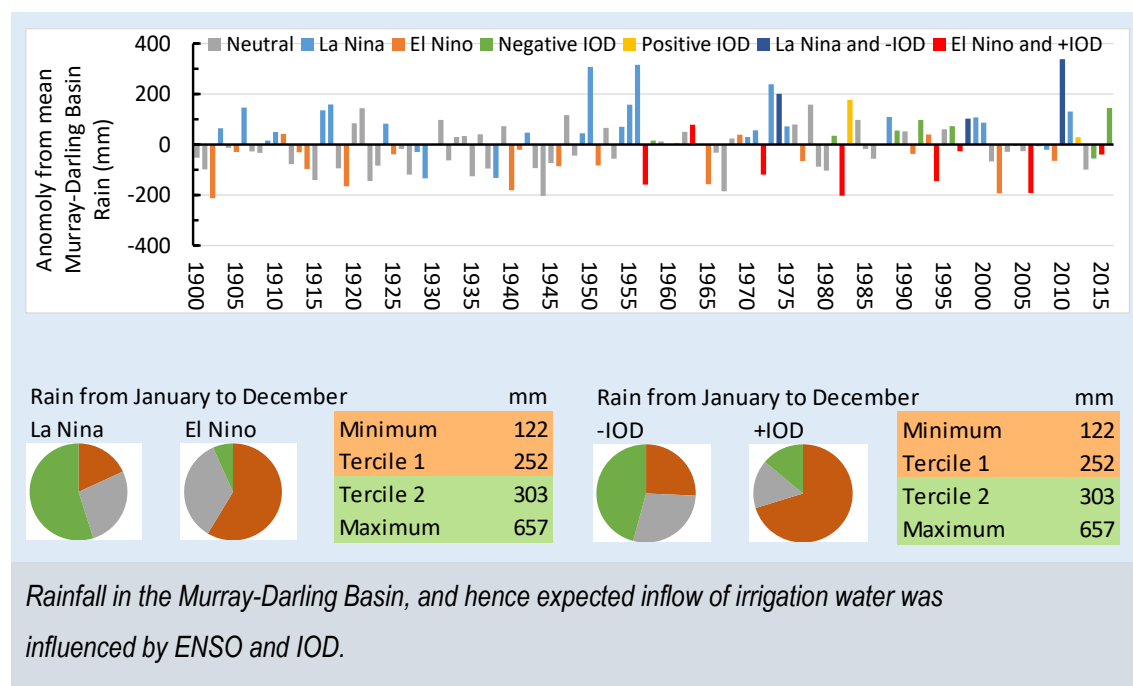 400
200
0
-200
-400
Anomoly from mean
Murray-Darling Basin
Rain (mm)
Neutral La Nina El Nino Negative IOD Positive IOD La Nina and -IOD El Nino and +IOD
1900 1905 1910 1915 1920 1925 1930 1935 1940 1945 1950 1955 1960 1965 1970 1975 1980 1985 1990 1995 2000 2005 2010 2015
Rain from January to December mm
La Nina El Nino
Minimum 122
Tercile 1 252
Tercile 2 303
Maximum 657
Rain from January to December mm
-IOD +IOD
Minimum 122
Tercile 1 252
Tercile 2 303
Maximum 657
Rainfall in the Murray-Darling Basin, and hence expected inflow of irrigation water was
influenced by ENSO and IOD.